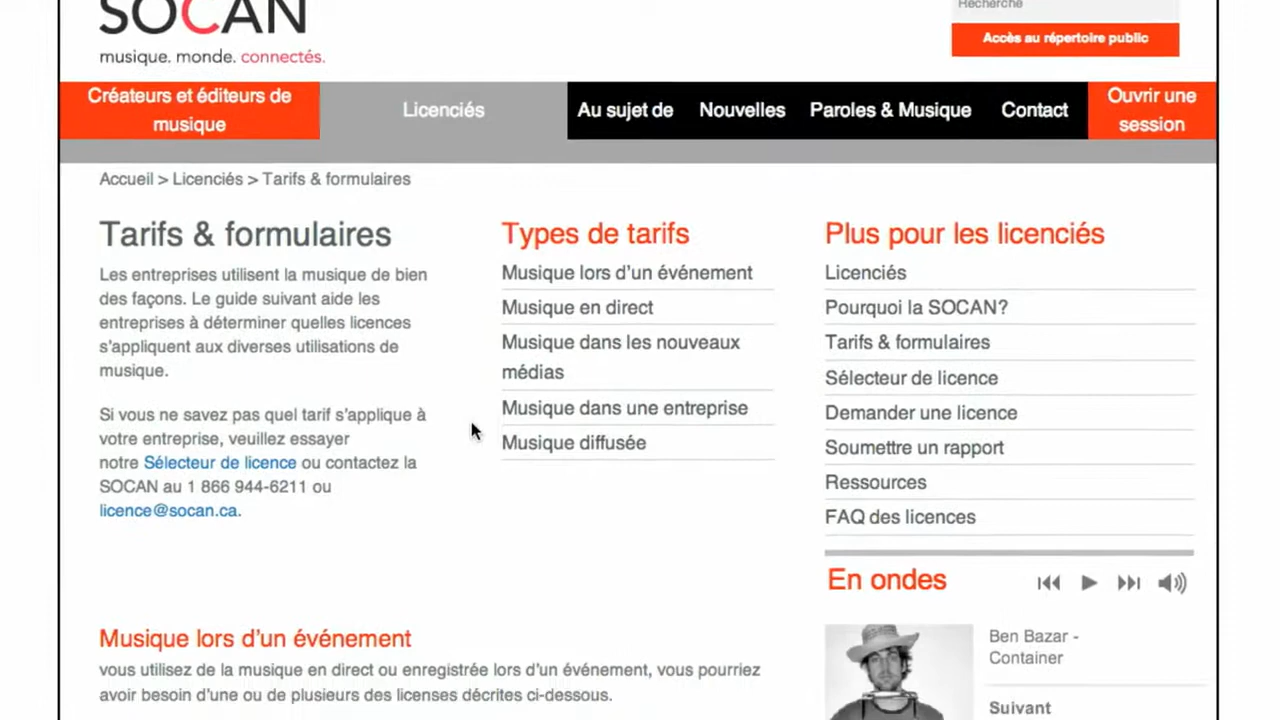 SOCAN
musique. monde. connectés.
Recherche
Accès au répertoire public
Créateurs et éditeurs de
musique
Licenciés
Au sujet de
Nouvelles
Paroles & Musique
Contact
Ouvrir une
session
Accueil > Licenciés > Tarifs & formulaires
Tarifs & formulaires
Les entreprises utilisent la musique de bien
des façons. Le guide suivant aide les
entreprises à déterminer quelles licences
s'appliquent aux diverses utilisations de
musique.
Si vous ne savez pas quel tarif s'applique à
votre entreprise, veuillez essayer
notre Sélecteur de licence ou contactez la
SOCAN au 1 866 944-6211 ou
licence@socan.ca.
Types de tarifs
Musique lors d'un événement
Musique en direct
Musique dans les nouveaux
médias
Musique dans une entreprise
Musique diffusée
Plus pour les licenciés
Licenciés
Pourquoi la SOCAN?
Tarifs & formulaires
Sélecteur de licence
Demander une licence
Soumettre un rapport
Ressources
FAQ des licences
En ondes
Ben Bazar -
Container
Suivant
Musique lors d'un événement
vous utilisez de la musique en direct ou enregistrée lors d'un événement, vous pourriez
avoir besoin d'une ou de plusieurs des licenses décrites ci-dessous.